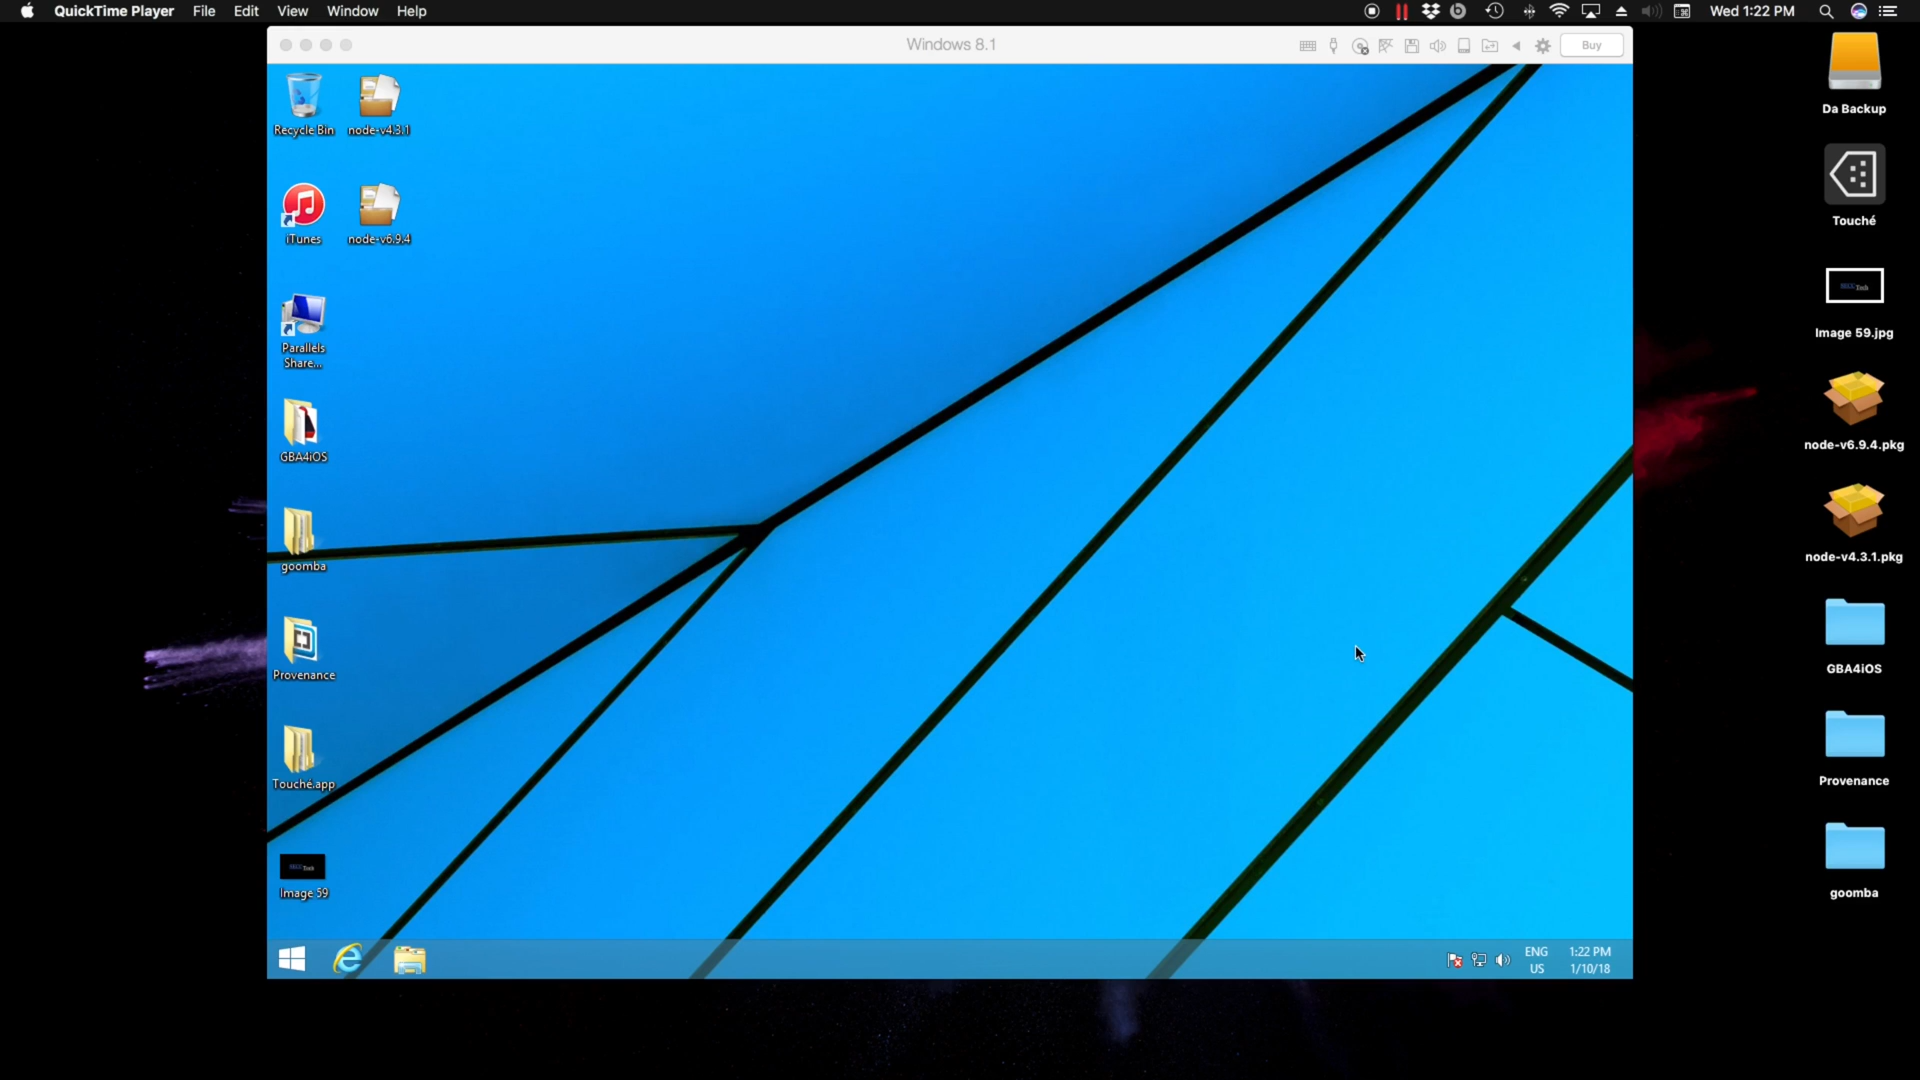 QuickTime Player File Edit View Window Help Wed 1:22 PM
Windows 8.1
Buy
Recycle Bin
node-v4.3.1
iTunes
node-v6.9.4
Parallels
Share...
GBA4iOS
goomba
Provenance
Touché.app
Image 59
ENG
US
1:22 PM
1/10/18
Da Backup
Touché
Image 59.jpg
node-v6.9.4.pkg
node-v4.3.1.pkg
GBA4iOS
Provenance
goomba